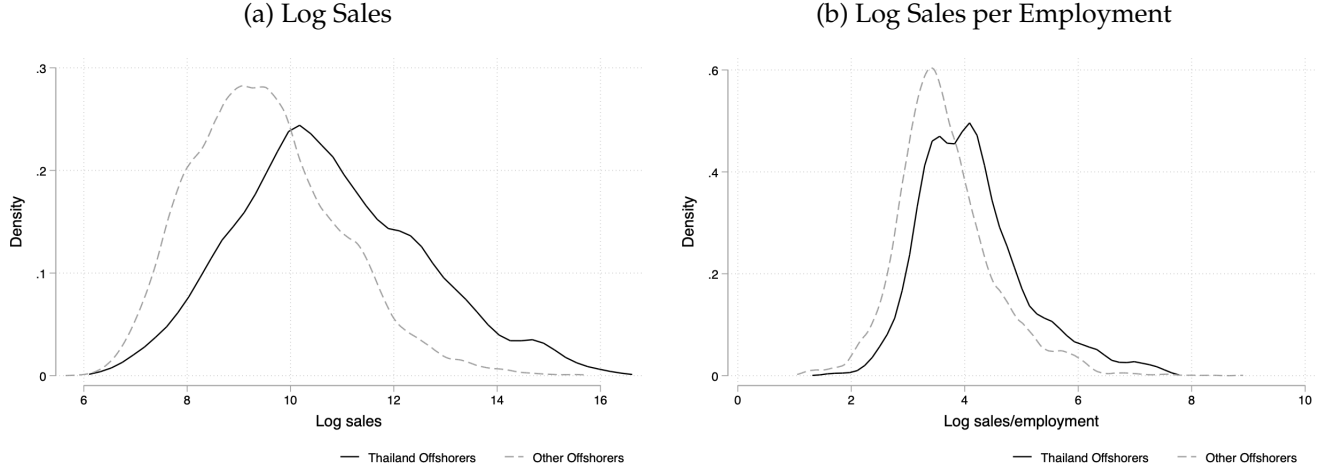 (a) Log Sales
.3
.2
.1
0
Density
6 8 10 12 14 16
Log sales
Thailand Offshorers Other Offshorers
(b) Log Sales per Employment
.6
.4
.2
0
Density
0 2 4 6 8 10
Log sales/employment
Thailand Offshorers Other Offshorers